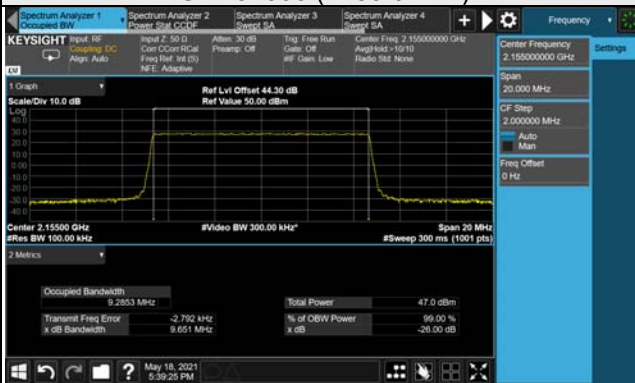 Spectrum Analyzer 1
Occupied BW
Spectrum Analyzer 2
Power Stat CCDF
Spectrum Analyzer 3
Swept SA
Spectrum Analyzer 4
Swept SA
Frequency
KEYSIGHT
Input: RF
Coupling: DC
Align: Auto
Input Z: 50 Ω
Corr CCorr RCal
Freq Ref: Int (S)
NFE: Adaptive
Atten: 30 dB
Preamp: Off
Trig: Free Run
Gate: Off
#IF Gain: Low
Center Freq: 2.155000000 GHz
Avg|Hold:>10/10
Radio Std: None
Center Frequency
2.155000000 GHz
Settings
Span
20.000 MHz
CF Step
2.000000 MHz
Auto
Man
Freq Offset
0 Hz
1 Graph
Scale/Div 10.0 dB
Ref Lvl Offset 44.30 dB
Ref Value 50.00 dBm
Log
40.0
30.0
20.0
10.0
0.00
-10.0
-20.0
-30.0
-40.0
Center 2.15500 GHz
#Res BW 100.00 kHz
#Video BW 300.00 kHz*
Span 20 MHz
#Sweep 300 ms (1001 pts)
2 Metrics
Occupied Bandwidth
9.2853 MHz
Total Power 47.0 dBm
Transmit Freq Error -2.792 kHz
% of OBW Power 99.00 %
x dB Bandwidth 9.651 MHz
x dB -26.00 dB
May 18, 2021
5:39:25 PM